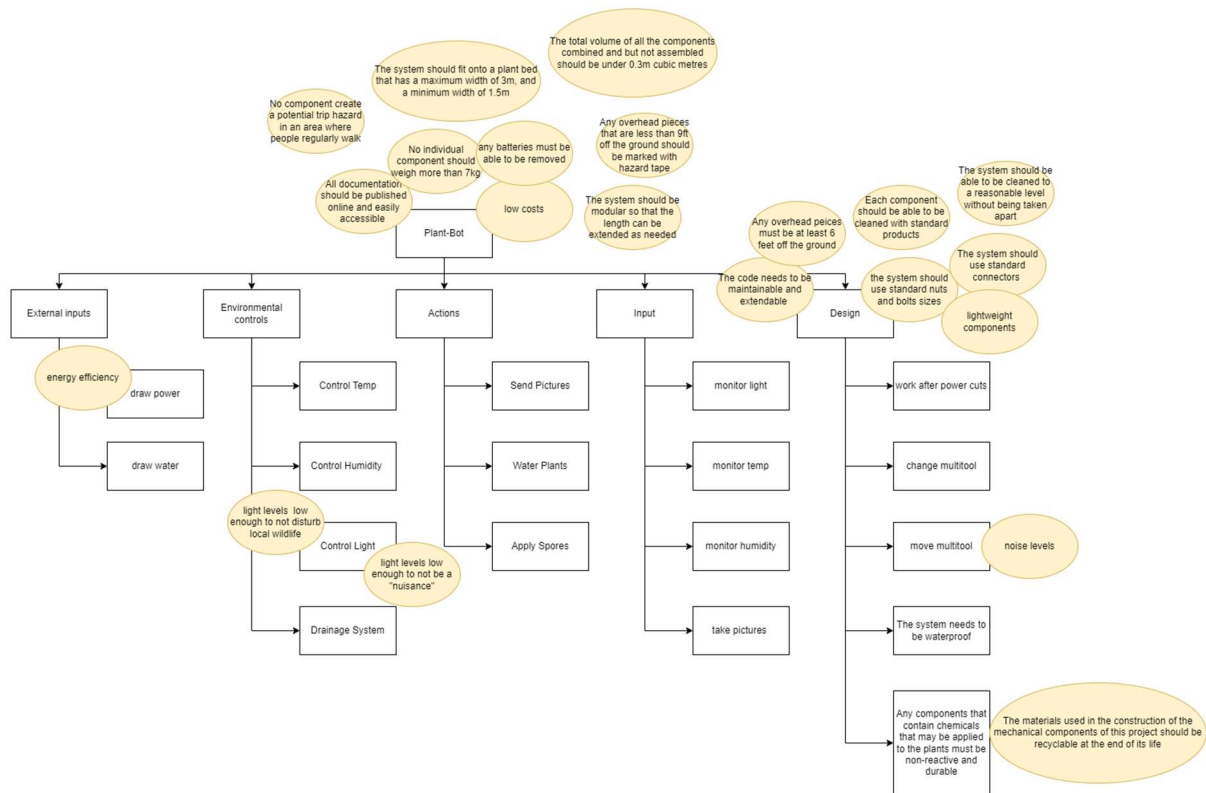 The total volume of all the components
combined and but not assembled
should be under 0.3m cubic metres
The system should fit onto a plant bed
that has a maximum width of 3m, and
a minimum width of 1.5m
No component create
a potential trip hazard
in an area where
people regularly walk
Any overhead pieces
that are less than 9ft
off the ground should
be marked with
hazard tape
No individual
component should
weigh more than 7kg
any batteries must be
able to be removed
All documentation
should be published
online and easily
accessible
low costs
The system should be
modular so that the
length can be
extended as needed
The system should be
able to be cleaned to
a reasonable level
without being taken
apart
Each component
should be able to be
cleaned with standard
products
Any overhead peices
must be at least 6
feet off the ground
The system should
use standard
connectors
The code needs to be
maintainable and
extendable
the system should
use standard nuts
and bolts sizes
lightweight
components
Plant-Bot
External inputs
Environmental
controls
Actions
Input
Design
energy efficiency
draw power
draw water
Control Temp
Control Humidity
light levels low
enough to not disturb
local wildlife
Control Light
light levels low
enough to not be a
"nuisance"
Drainage System
Send Pictures
Water Plants
Apply Spores
monitor light
monitor temp
monitor humidity
take pictures
work after power cuts
change multitool
move multitool
noise levels
The system needs to
be waterproof
Any components that
contain chemicals
that may be applied
to the plants must be
non-reactive and
durable
The materials used in the construction of the
mechanical components of this project should be
recyclable at the end of its life